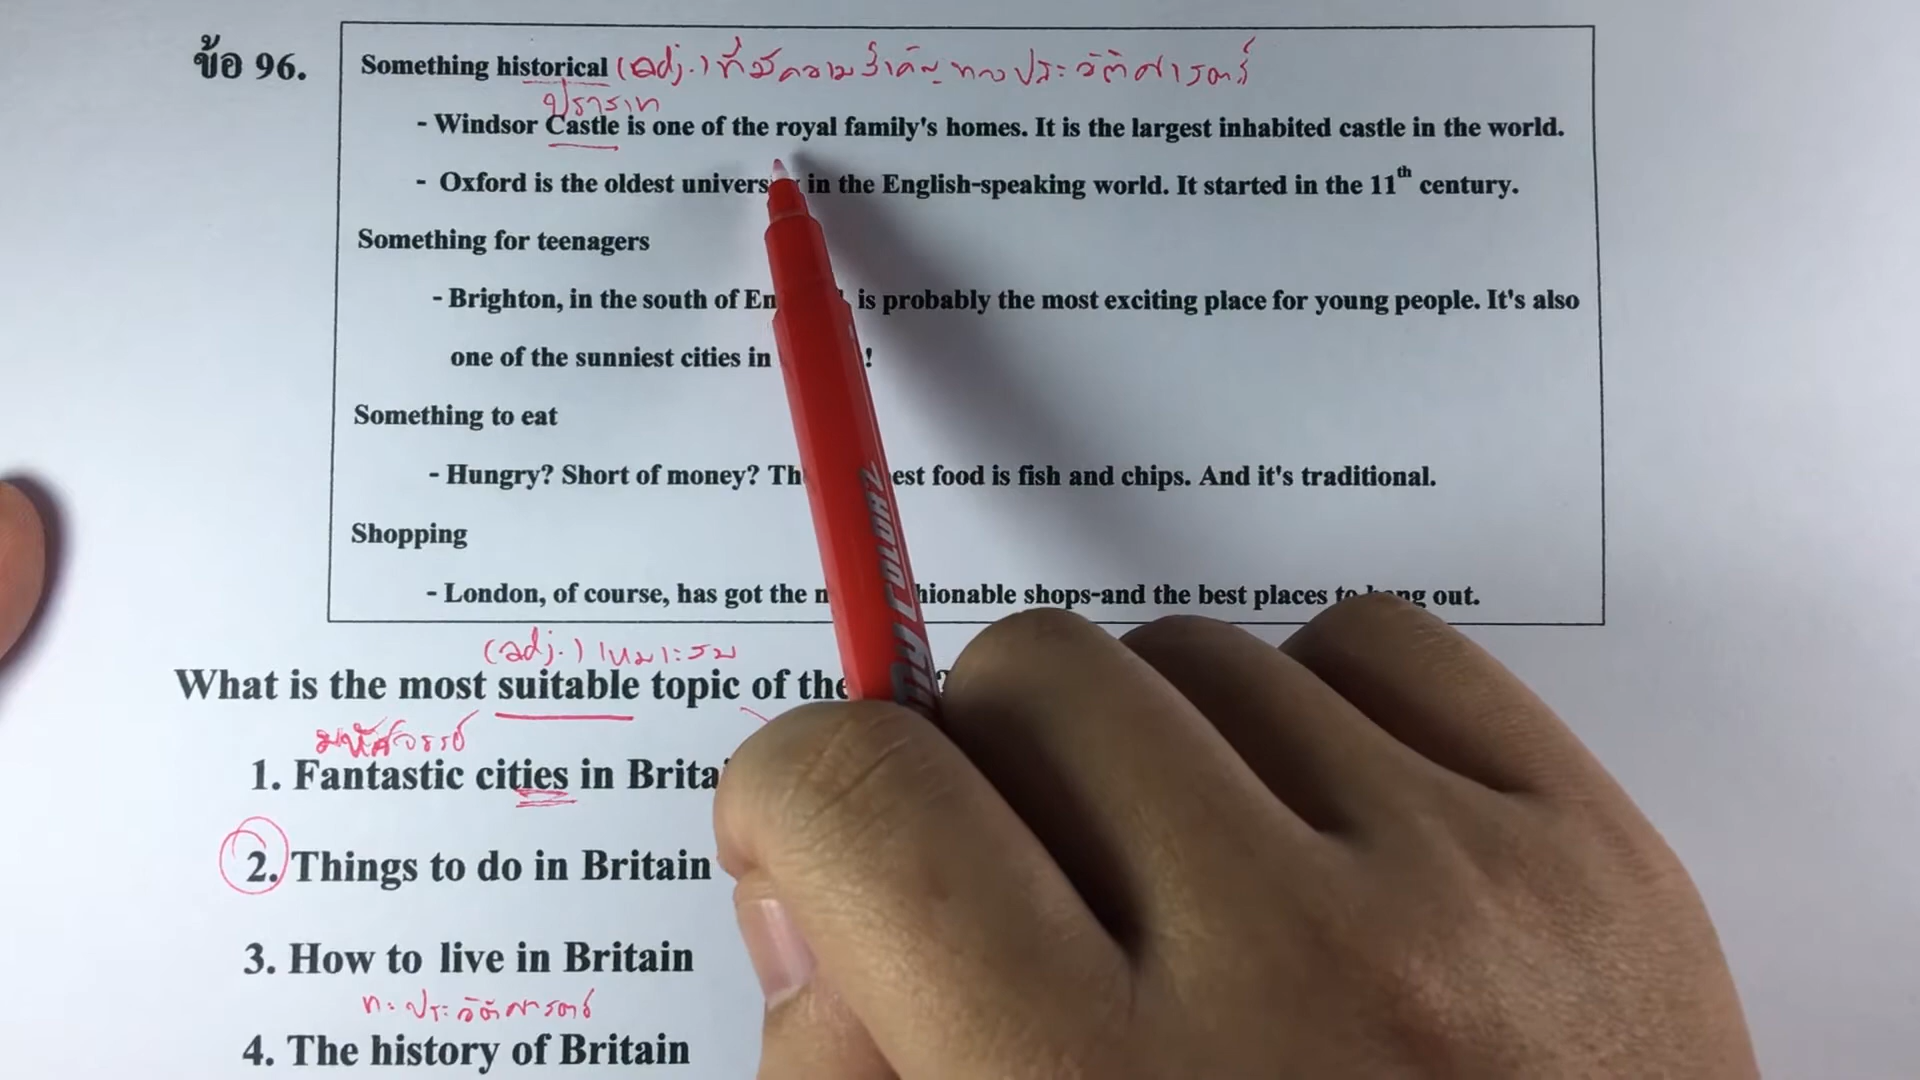 ข้อ 96.
Something historical (adj.) ที่มีความสำคัญทางประวัติศาสตร์
ปราสาท
- Windsor Castle is one of the royal family's homes. It is the largest inhabited castle in the world.
- Oxford is the oldest univers in the English-speaking world. It started in the 11th century.
Something for teenagers
- Brighton, in the south of En is probably the most exciting place for young people. It's also
one of the sunniest cities in !
Something to eat
- Hungry? Short of money? Th est food is fish and chips. And it's traditional.
Shopping
- London, of course, has got the hionable shops-and the best places to out.
(adj.) เหมาะสม
What is the most suitable topic of the
มหัศจรรย์
1. Fantastic cities in Britai
2. Things to do in Britain
3. How to live in Britain
ประวัติศาสตร์
4. The history of Britain
my COLOR2